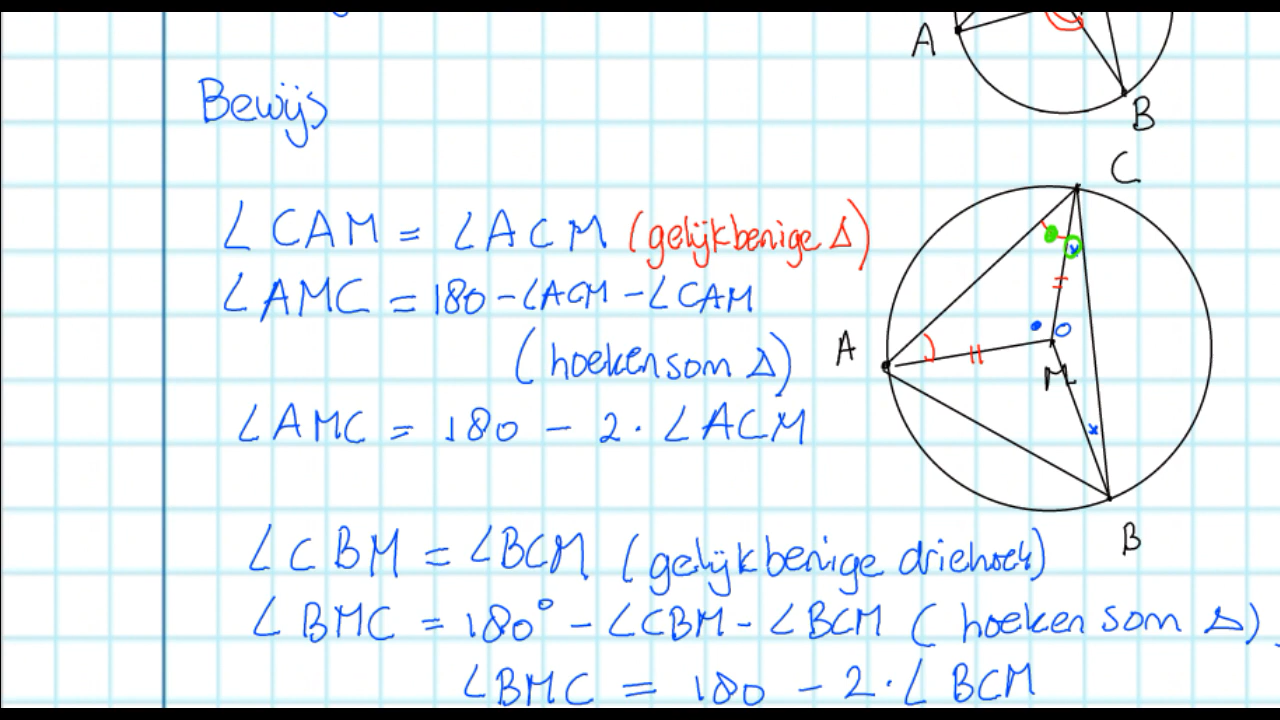 A
B
Bewijs
C
∠CAM = ∠ACM (gelijkbenige Δ)
∠AMC = 180 - ∠ACM - ∠CAM
(hoekensom Δ)
A
M
∠AMC = 180 - 2 · ∠ACM
B
∠CBM = ∠BCM (gelijkbenige driehoek)
∠BMC = 180° - ∠CBM - ∠BCM (hoekensom Δ)
∠BMC = 180 - 2 · ∠BCM